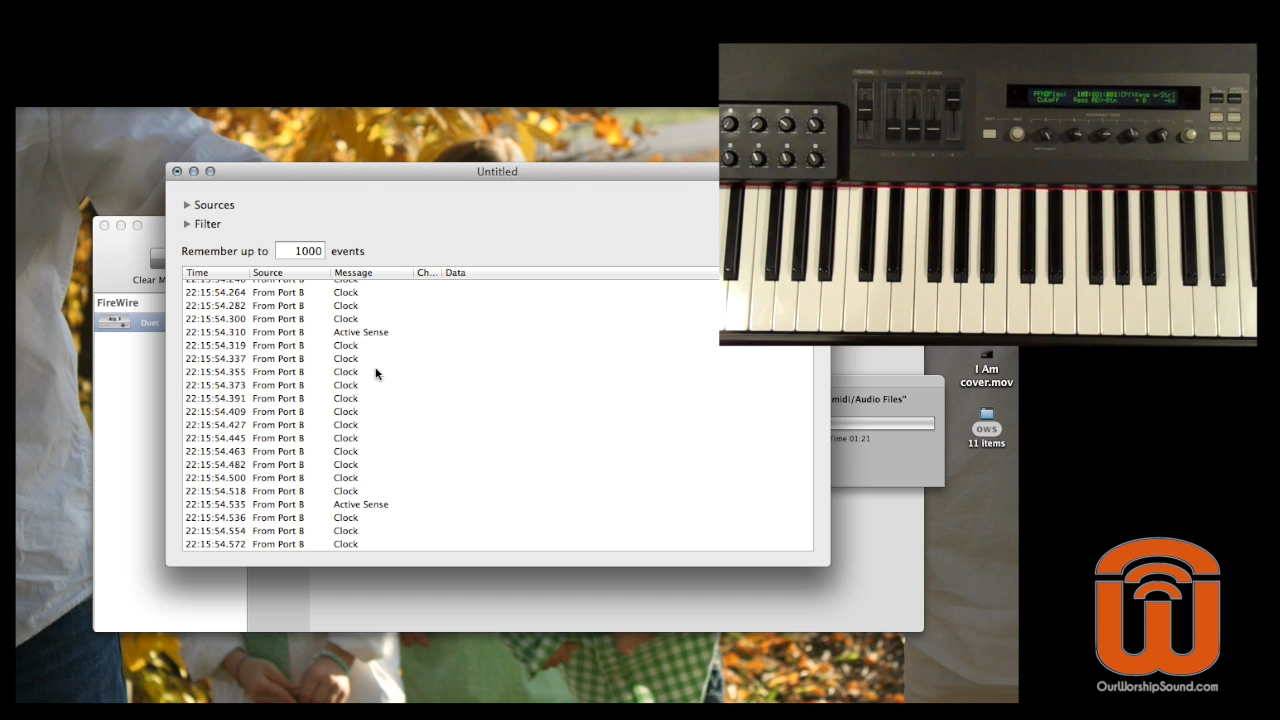 Untitled
Sources
Filter
Remember up to 1000 events
Time Source Message Ch... Data
22:15:54.264 From Port B Clock
22:15:54.282 From Port B Clock
22:15:54.300 From Port B Clock
22:15:54.310 From Port B Active Sense
22:15:54.319 From Port B Clock
22:15:54.337 From Port B Clock
22:15:54.355 From Port B Clock
22:15:54.373 From Port B Clock
22:15:54.391 From Port B Clock
22:15:54.409 From Port B Clock
22:15:54.427 From Port B Clock
22:15:54.445 From Port B Clock
22:15:54.463 From Port B Clock
22:15:54.482 From Port B Clock
22:15:54.500 From Port B Clock
22:15:54.518 From Port B Clock
22:15:54.535 From Port B Active Sense
22:15:54.536 From Port B Clock
22:15:54.554 From Port B Clock
22:15:54.572 From Port B Clock
Clear M
FireWire
Duet
midi/Audio Files"
Time 01:21
I Am
cover.mov
OWS
11 items
OurWorshipSound.com